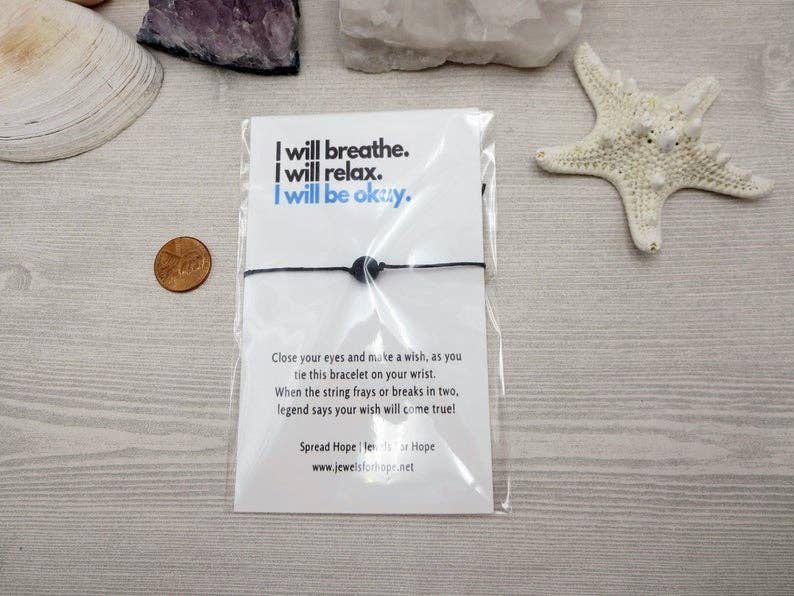 I will breathe.
I will relax.
I will be okay.
Close your eyes and make a wish, as you
tie this bracelet on your wrist.
When the string frays or breaks in two,
legend says your wish will come true!
Spread Hope | Jewels For Hope
www.jewelsforhope.net